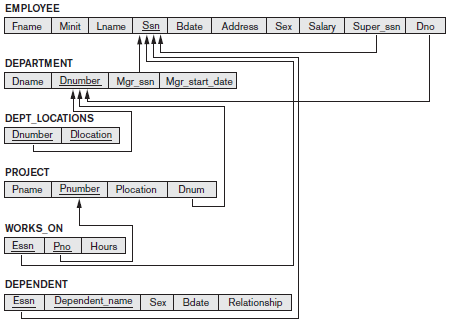 EMPLOYEE
Fname Minit Lname Ssn Bdate Address Sex Salary Super_ssn Dno
DEPARTMENT
Dname Dnumber Mgr_ssn Mgr_start_date
DEPT_LOCATIONS
Dnumber Dlocation
PROJECT
Pname Pnumber Plocation Dnum
WORKS_ON
Essn Pno Hours
DEPENDENT
Essn Dependent_name Sex Bdate Relationship